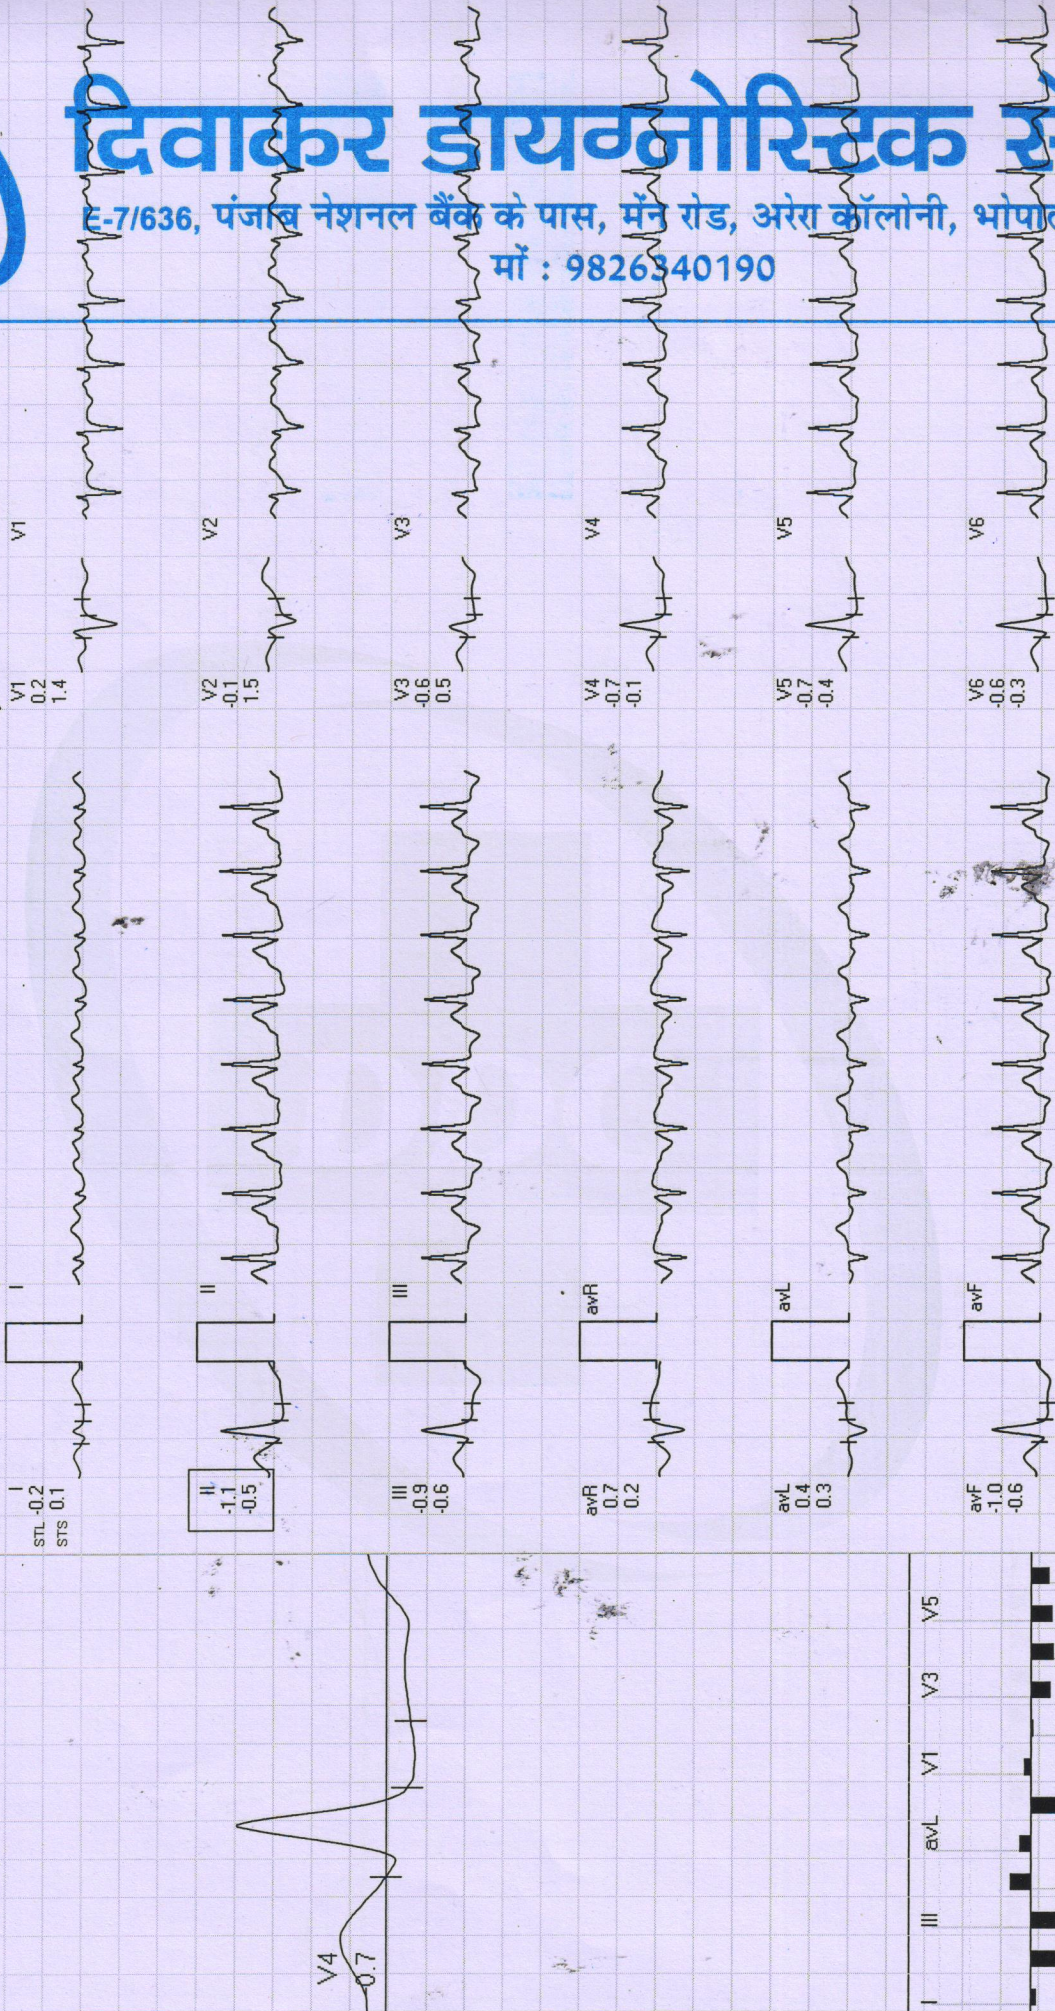 दिवाकर डायग्नोस्टिक
E-7/636, पंजाब नेशनल बैंक के पास, मेंन रोड, अरेरा कॉलोनी,
मों : 9826340190
V1
V2
V3
V4
V5
V6
V1
0.2
1.4
V2
-0.1
1.5
V3
-0.6
0.5
V4
-0.7
-0.1
V5
-0.7
-0.4
V6
-0.6
-0.3
I
II
III
avR
avL
avF
I
STL -0.2
STS 0.1
II
-1.1
-0.5
III
-0.9
-0.6
avR
0.7
0.2
avL
0.4
0.3
avF
-1.0
-0.6
V4
-0.7
I
III
avL
V1
V3
V5